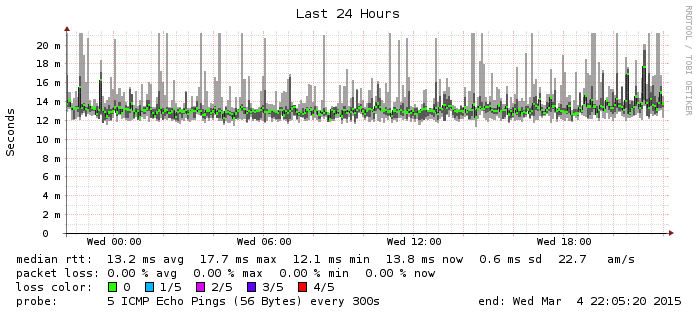 Last 24 Hours
RRDTOOL / TOBI OETIKER
Seconds
20 m
18 m
16 m
14 m
12 m
10 m
8 m
6 m
4 m
2 m
0
Wed 00:00 Wed 06:00 Wed 12:00 Wed 18:00
median rtt: 13.2 ms avg 17.7 ms max 12.1 ms min 13.8 ms now 0.6 ms sd 22.7 am/s
packet loss: 0.00 % avg 0.00 % max 0.00 % min 0.00 % now
loss color: 0 1/5 2/5 3/5 4/5
probe: 5 ICMP Echo Pings (56 Bytes) every 300s end: Wed Mar 4 22:05:20 2015